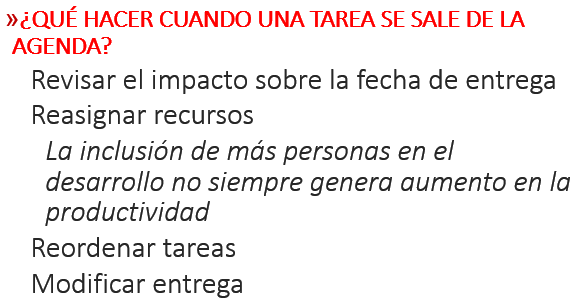 »¿QUÉ HACER CUANDO UNA TAREA SE SALE DE LA
AGENDA?
Revisar el impacto sobre la fecha de entrega
Reasignar recursos
La inclusión de más personas en el
desarrollo no siempre genera aumento en la
productividad
Reordenar tareas
Modificar entrega